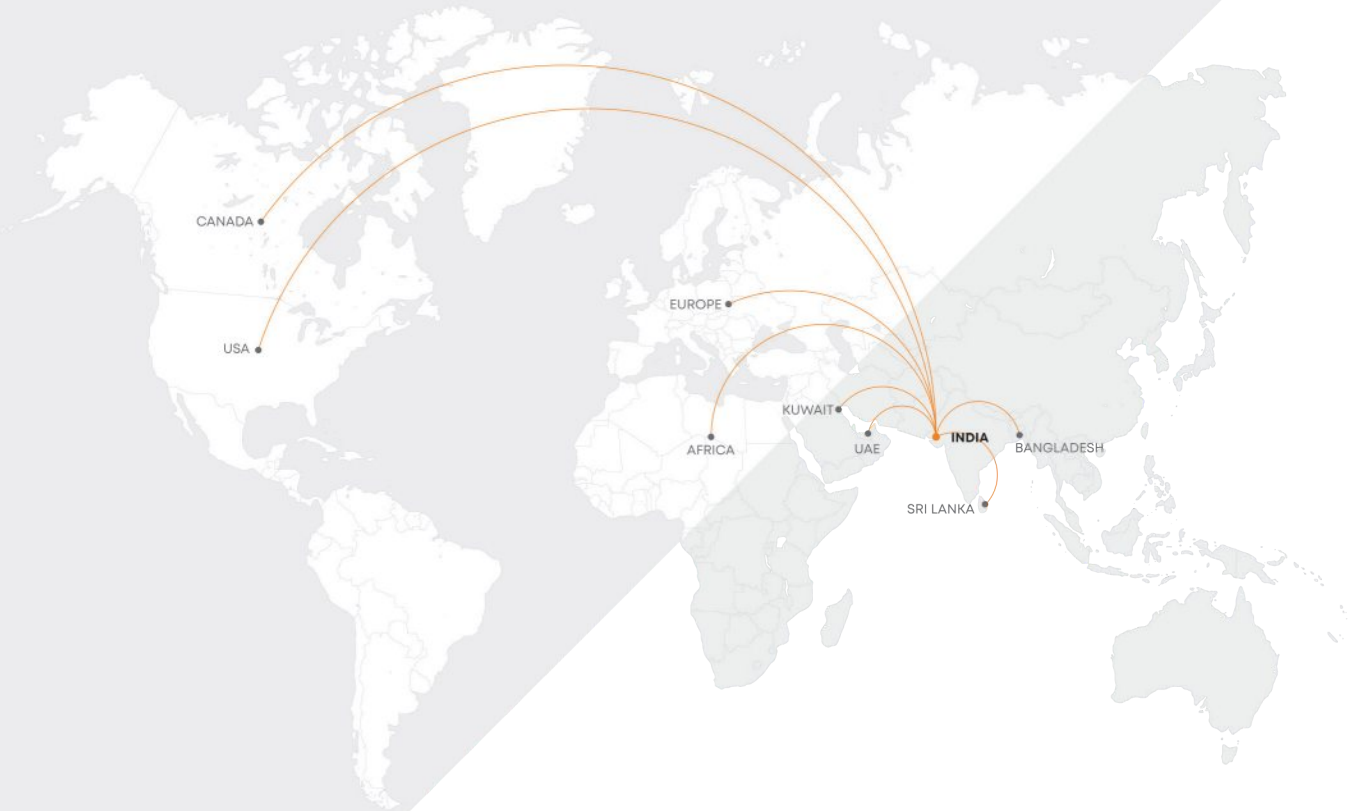 CANADA
EUROPE
USA
KUWAIT
INDIA
AFRICA
UAE
BANGLADESH
SRI LANKA